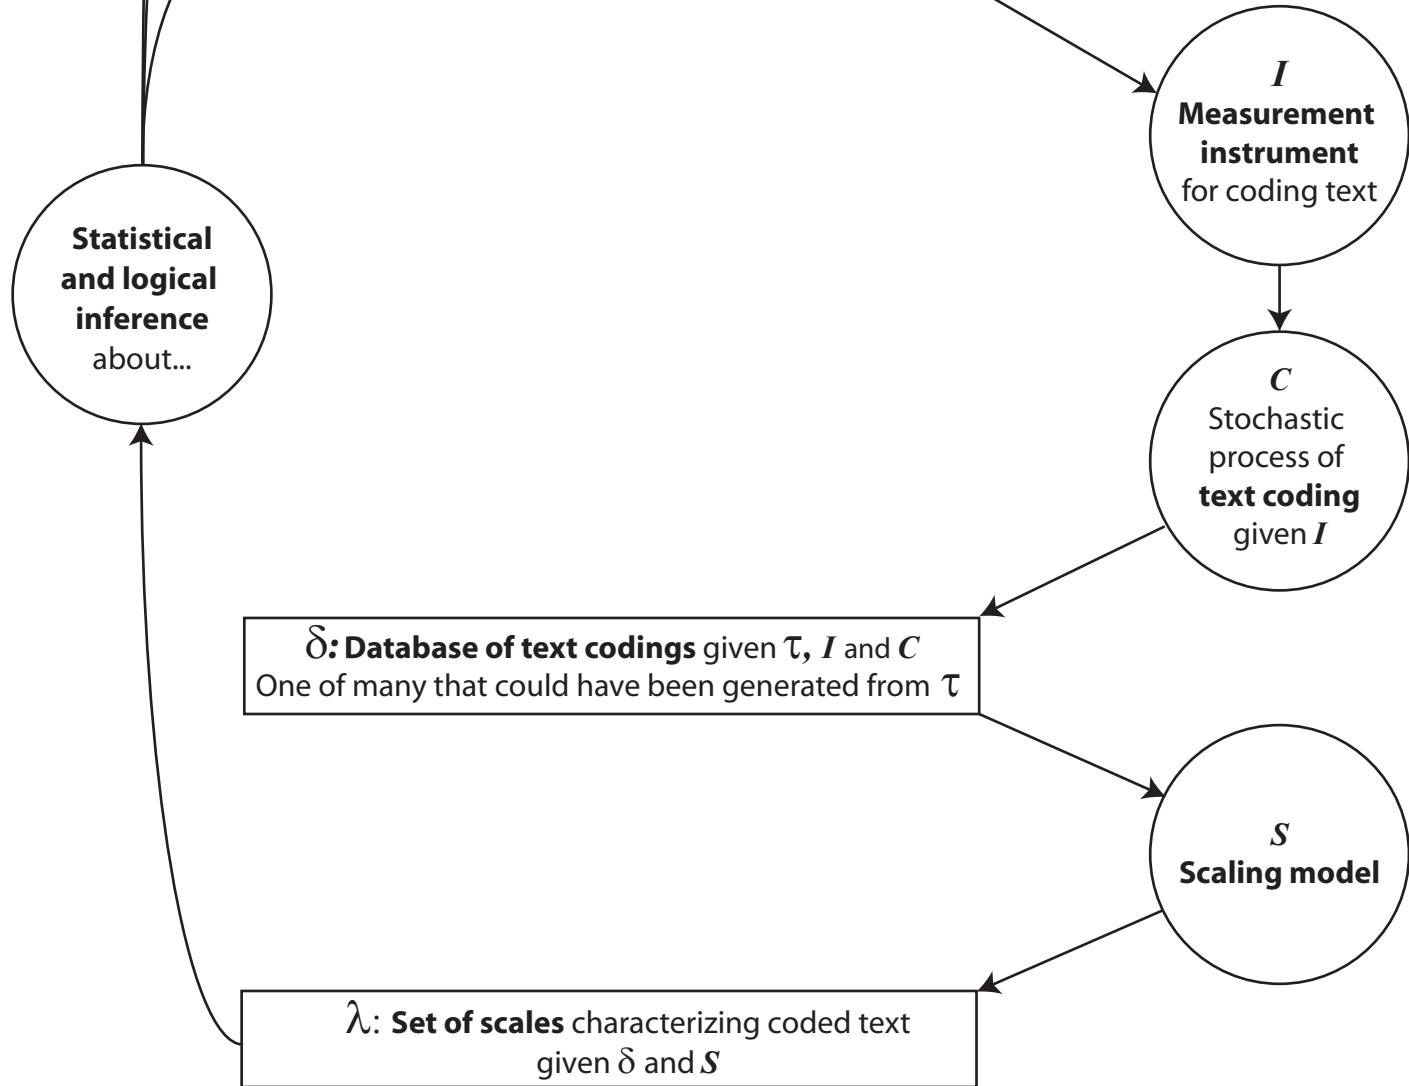 I
Measurement
instrument
for coding text
Statistical
and logical
inference
about...
C
Stochastic
process of
text coding
given I
δ: Database of text codings given τ, I and C
One of many that could have been generated from τ
S
Scaling model
λ: Set of scales characterizing coded text
given δ and S